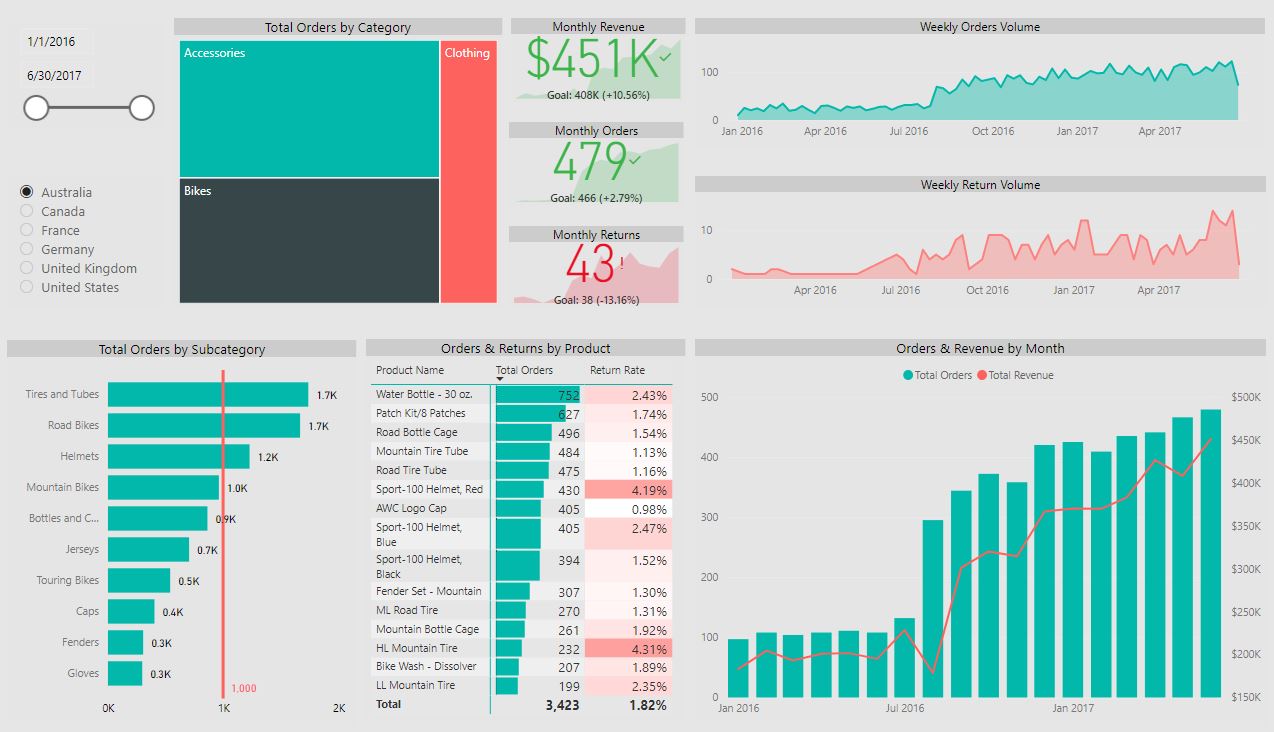 1/1/2016
6/30/2017
Australia
Canada
France
Germany
United Kingdom
United States
Total Orders by Category
Accessories
Clothing
Bikes
Monthly Revenue
$451K
Goal: 408K (+10.56%)
Monthly Orders
479
Goal: 466 (+2.79%)
Monthly Returns
43!
Goal: 38 (-13.16%)
Weekly Orders Volume
100
0
Jan 2016 Apr 2016 Jul 2016 Oct 2016 Jan 2017 Apr 2017
Weekly Return Volume
10
0
Apr 2016 Jul 2016 Oct 2016 Jan 2017 Apr 2017
Total Orders by Subcategory
Tires and Tubes 1.7K
Road Bikes 1.7K
Helmets 1.2K
Mountain Bikes 1.0K
Bottles and C... 0.9K
Jerseys 0.7K
Touring Bikes 0.5K
Caps 0.4K
Fenders 0.3K
Gloves 0.3K
1,000
0K 1K 2K
Orders & Returns by Product
Product Name Total Orders Return Rate
Water Bottle - 30 oz. 752 2.43%
Patch Kit/8 Patches 627 1.74%
Road Bottle Cage 496 1.54%
Mountain Tire Tube 484 1.13%
Road Tire Tube 475 1.16%
Sport-100 Helmet, Red 430 4.19%
AWC Logo Cap 405 0.98%
Sport-100 Helmet, 405 2.47%
Blue
Sport-100 Helmet, 394 1.52%
Black
Fender Set - Mountain 307 1.30%
ML Road Tire 270 1.31%
Mountain Bottle Cage 261 1.92%
HL Mountain Tire 232 4.31%
Bike Wash - Dissolver 207 1.89%
LL Mountain Tire 199 2.35%
Total 3,423 1.82%
Orders & Revenue by Month
Total Orders Total Revenue
500 $500K
$450K
400 $400K
$350K
300 $300K
200 $250K
$200K
100
0 $150K
Jan 2016 Jul 2016 Jan 2017